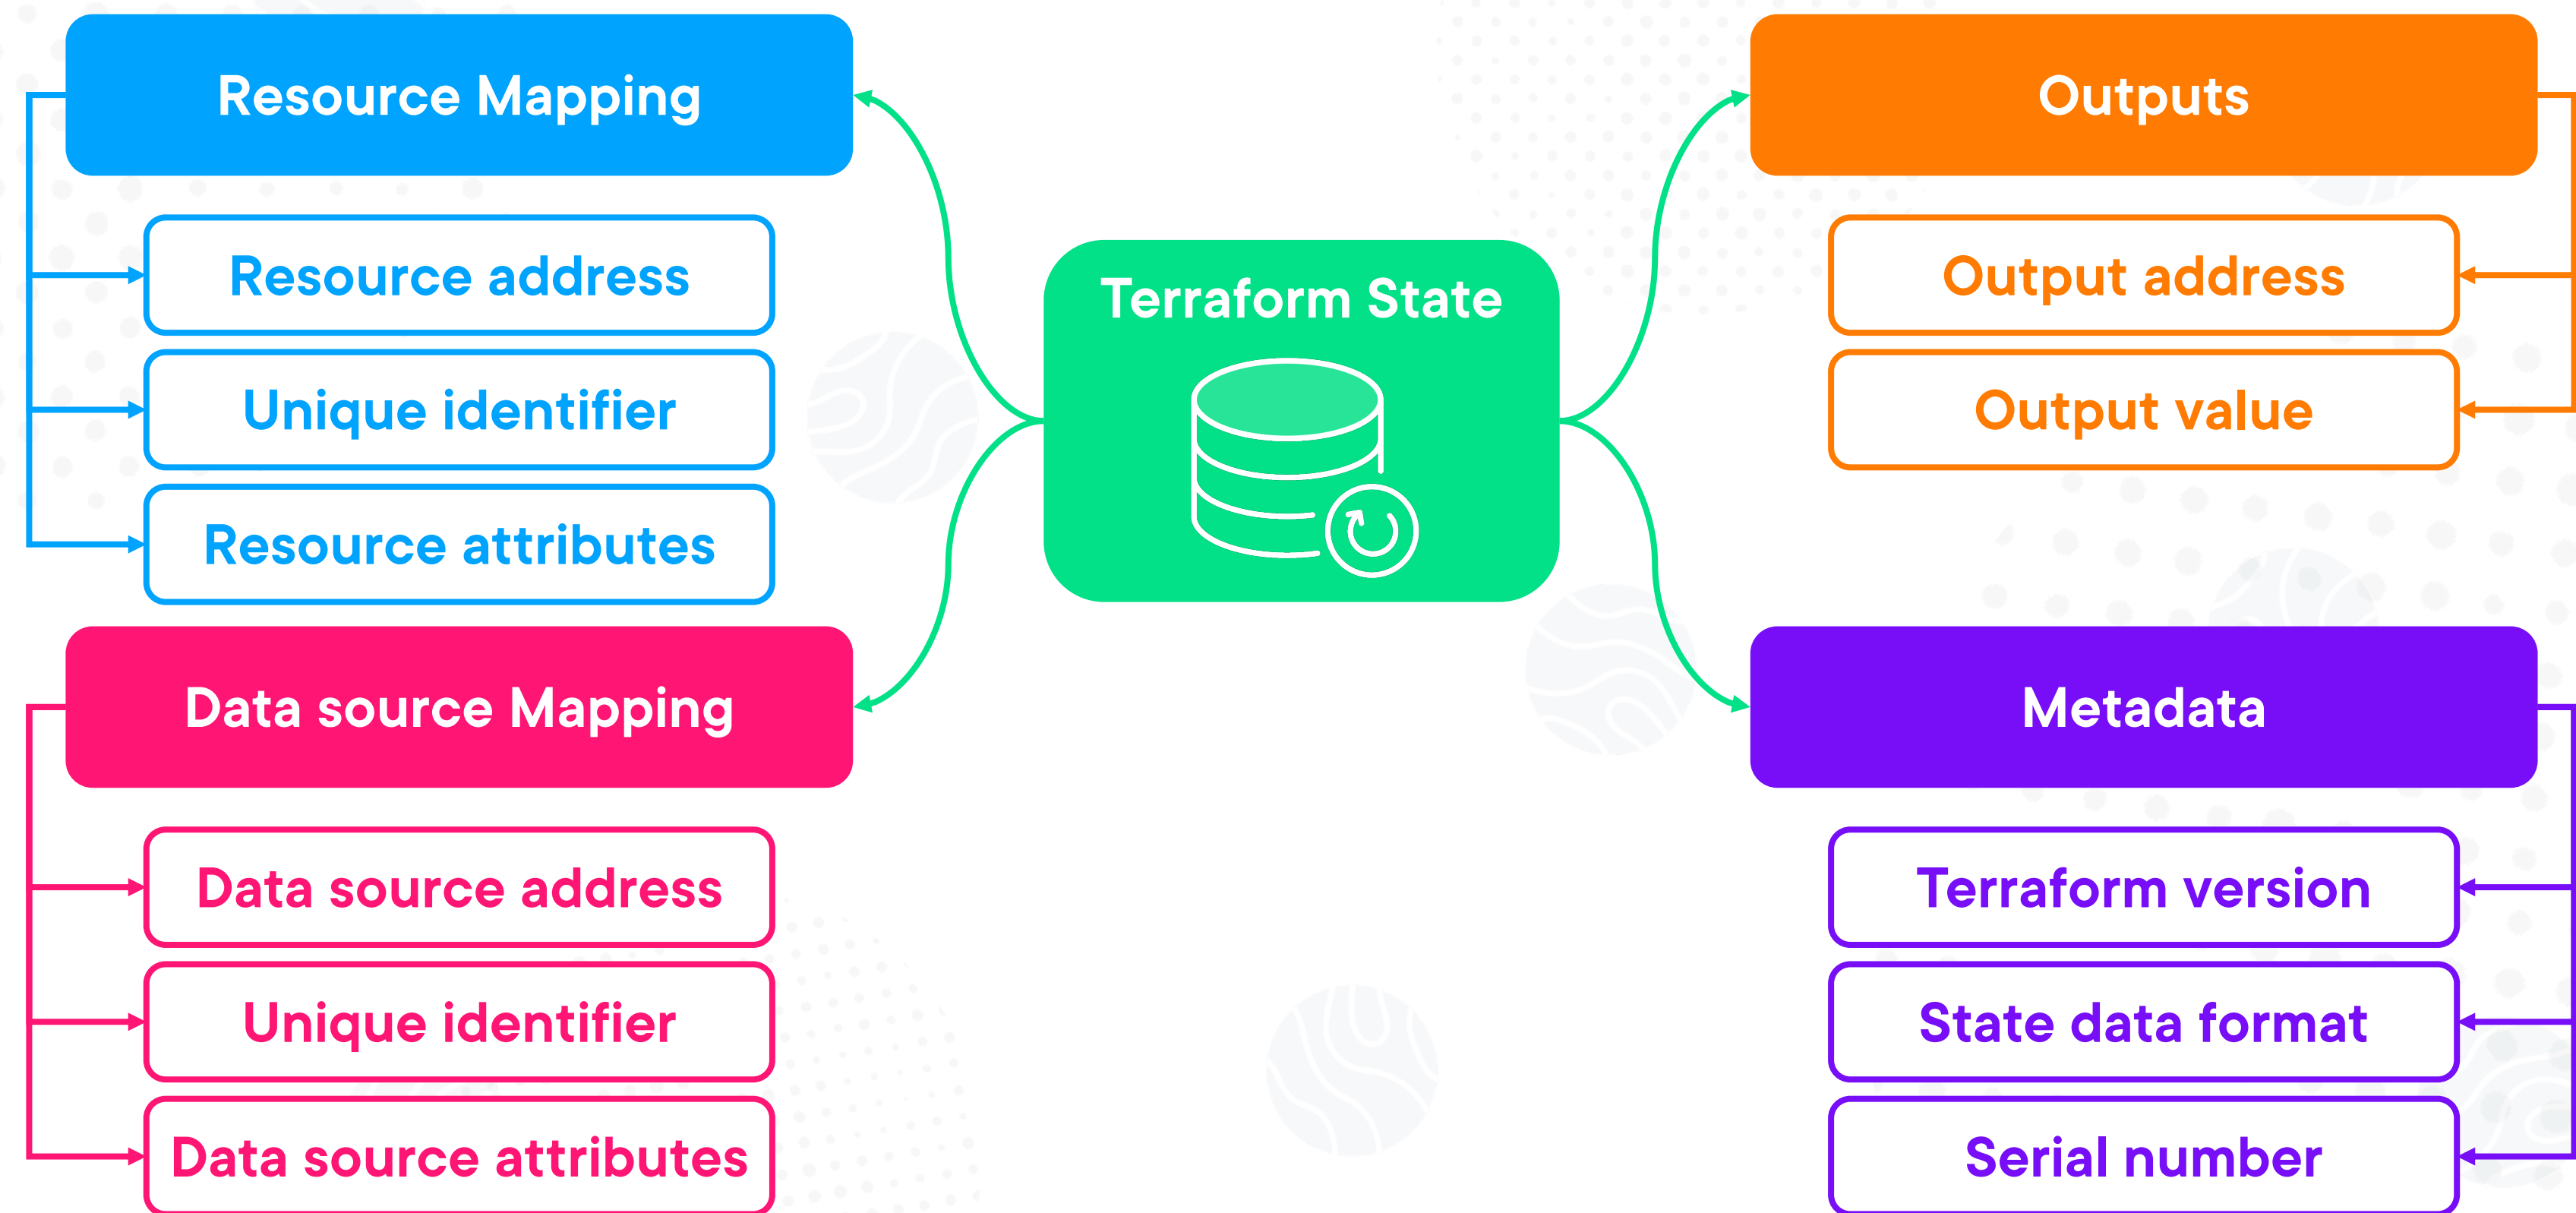 Resource Mapping
Resource address
Unique identifier
Resource attributes
Data source Mapping
Data source address
Unique identifier
Data source attributes
Terraform State
Outputs
Output address
Output value
Metadata
Terraform version
State data format
Serial number